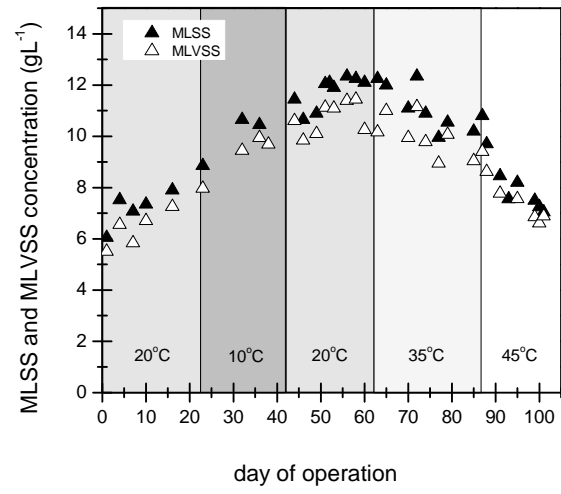 14
12
10
8
6
4
2
0
MLSS and MLVSS concentration (gL⁻¹)
MLSS
MLVSS
20°C
10°C
20°C
35°C
45°C
0 10 20 30 40 50 60 70 80 90 100
day of operation